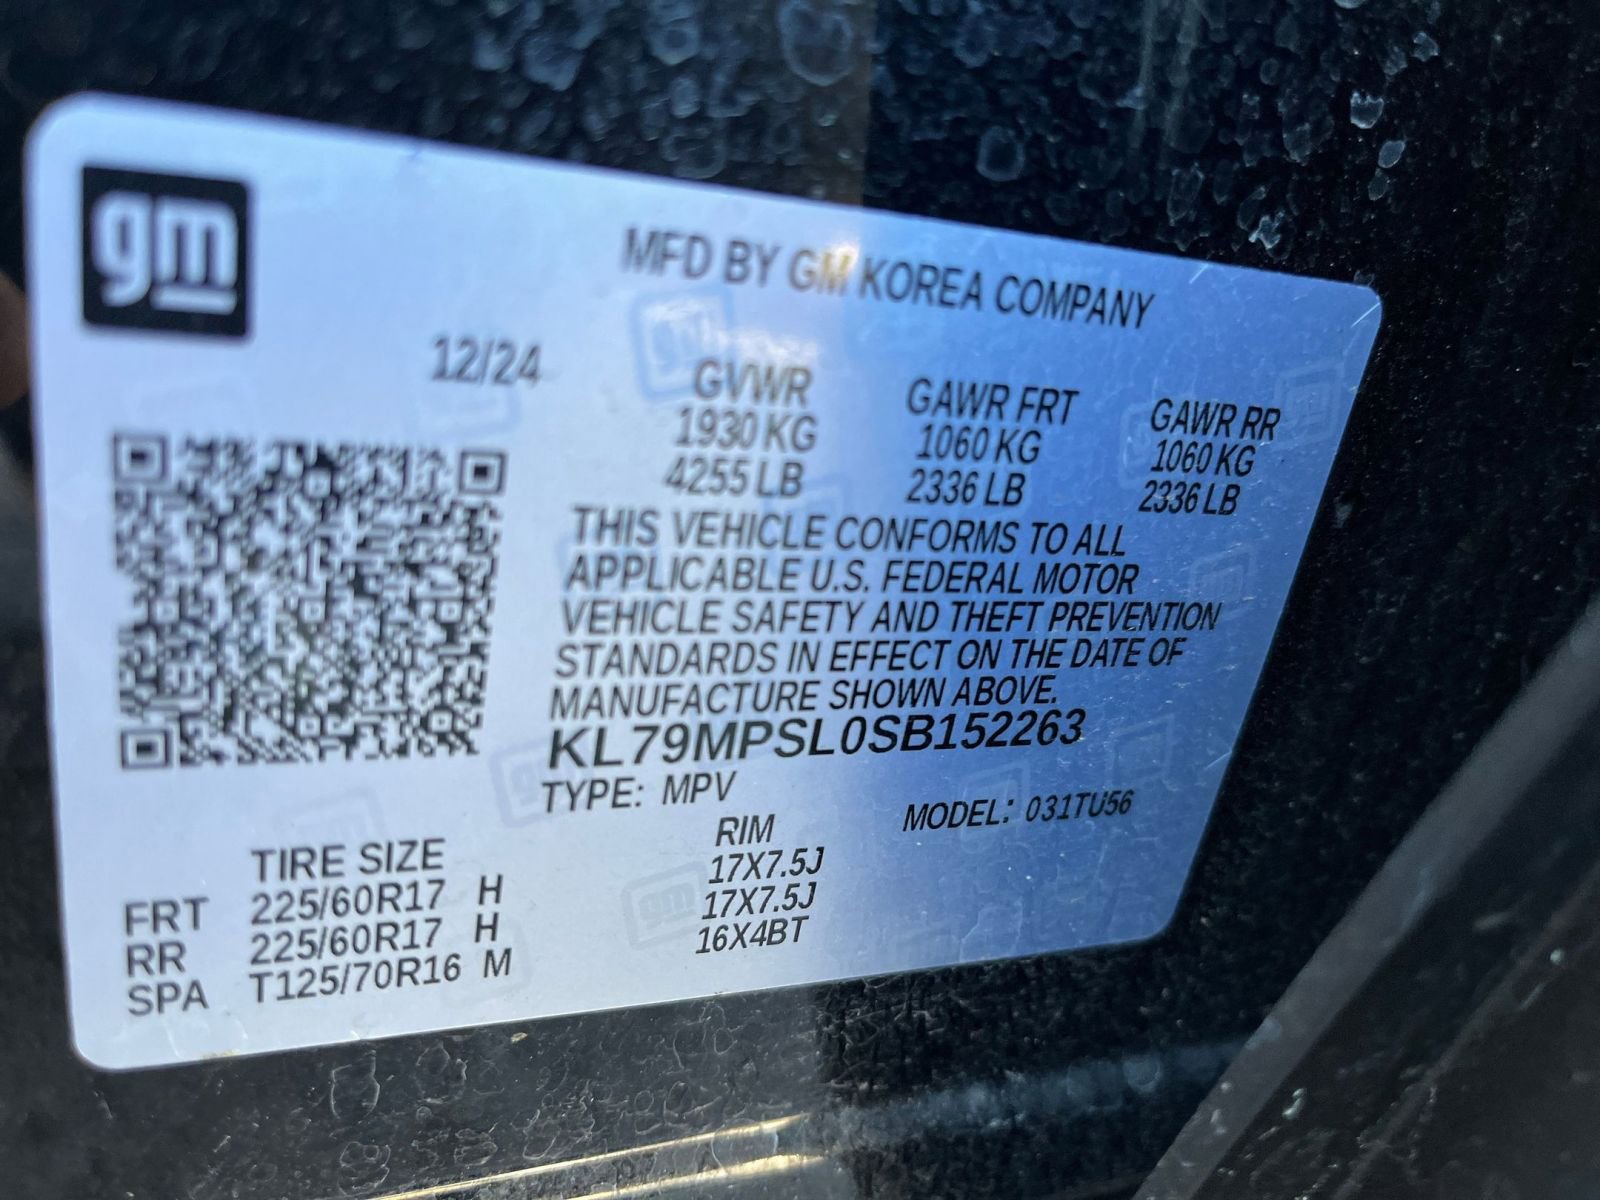 gm
MFD BY GM KOREA COMPANY
12/24
GVWR GAWR FRT GAWR RR
1930 KG 1060 KG 1060 KG
4255 LB 2336 LB 2336 LB
THIS VEHICLE CONFORMS TO ALL
APPLICABLE U.S. FEDERAL MOTOR
VEHICLE SAFETY AND THEFT PREVENTION
STANDARDS IN EFFECT ON THE DATE OF
MANUFACTURE SHOWN ABOVE.
KL79MPSL0SB152263
TYPE: MPV MODEL: 031TU56
TIRE SIZE RIM
FRT 225/60R17 H 17X7.5J
RR 225/60R17 H 17X7.5J
SPA T125/70R16 M 16X4BT